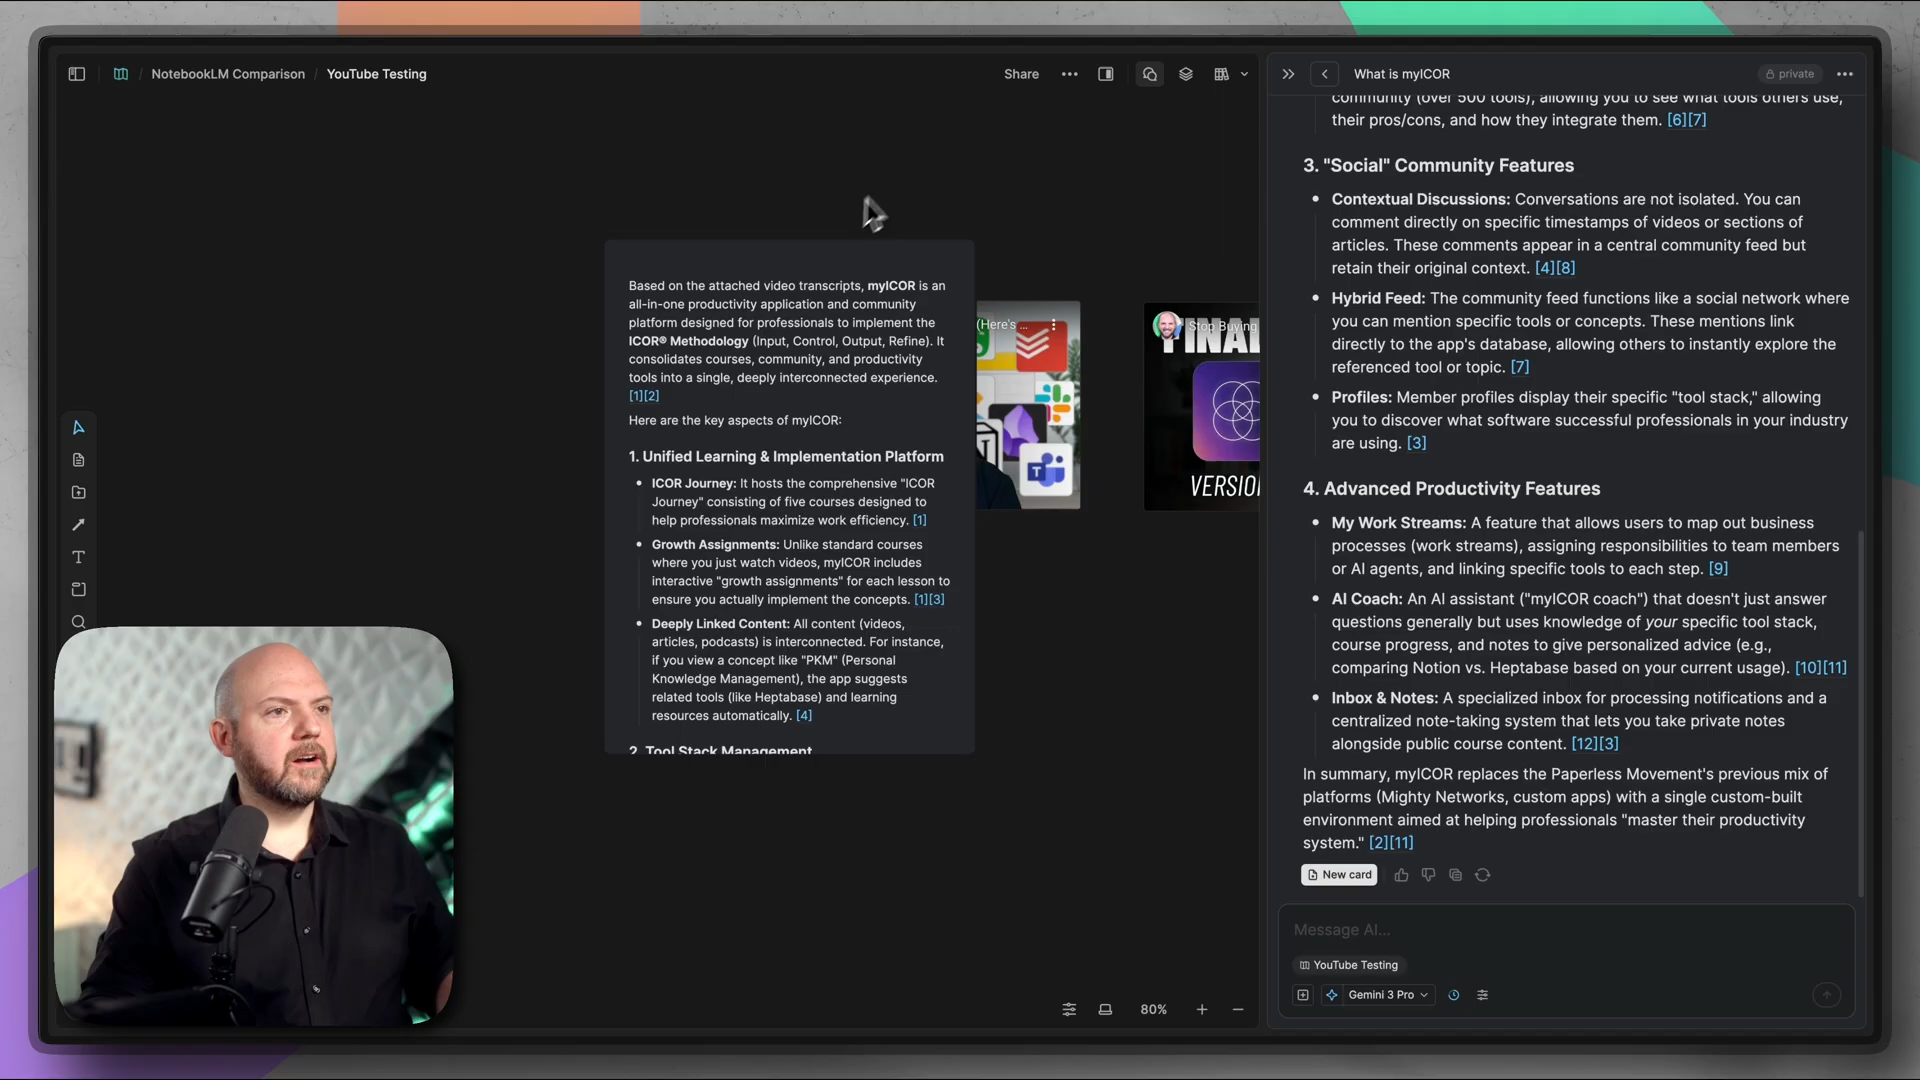 NotebookLM Comparison / YouTube Testing
Share
Based on the attached video transcripts, myICOR is an
all-in-one productivity application and community
platform designed for professionals to implement the
ICOR® Methodology (Input, Control, Output, Refine). It
consolidates courses, community, and productivity
tools into a single, deeply interconnected experience.
[1][2]
Here are the key aspects of myICOR:
1. Unified Learning & Implementation Platform
• ICOR Journey: It hosts the comprehensive "ICOR
Journey" consisting of five courses designed to
help professionals maximize work efficiency. [1]
• Growth Assignments: Unlike standard courses
where you just watch videos, myICOR includes
interactive "growth assignments" for each lesson to
ensure you actually implement the concepts. [1][3]
• Deeply Linked Content: All content (videos,
articles, podcasts) is interconnected. For instance,
if you view a concept like "PKM" (Personal
Knowledge Management), the app suggests
related tools (like Heptabase) and learning
resources automatically. [4]
2. Tool Stack Management
(Here's ...
Stop Buying
FINAL
VERSION
80%
What is myICOR
private
community (over 500 tools), allowing you to see what tools others use,
their pros/cons, and how they integrate them. [6][7]
3. "Social" Community Features
• Contextual Discussions: Conversations are not isolated. You can
comment directly on specific timestamps of videos or sections of
articles. These comments appear in a central community feed but
retain their original context. [4][8]
• Hybrid Feed: The community feed functions like a social network where
you can mention specific tools or concepts. These mentions link
directly to the app's database, allowing others to instantly explore the
referenced tool or topic. [7]
• Profiles: Member profiles display their specific "tool stack," allowing
you to discover what software successful professionals in your industry
are using. [3]
4. Advanced Productivity Features
• My Work Streams: A feature that allows users to map out business
processes (work streams), assigning responsibilities to team members
or AI agents, and linking specific tools to each step. [9]
• AI Coach: An AI assistant ("myICOR coach") that doesn't just answer
questions generally but uses knowledge of your specific tool stack,
course progress, and notes to give personalized advice (e.g.,
comparing Notion vs. Heptabase based on your current usage). [10][11]
• Inbox & Notes: A specialized inbox for processing notifications and a
centralized note-taking system that lets you take private notes
alongside public course content. [12][3]
In summary, myICOR replaces the Paperless Movement's previous mix of
platforms (Mighty Networks, custom apps) with a single custom-built
environment aimed at helping professionals "master their productivity
system." [2][11]
New card
Message AI...
YouTube Testing
Gemini 3 Pro